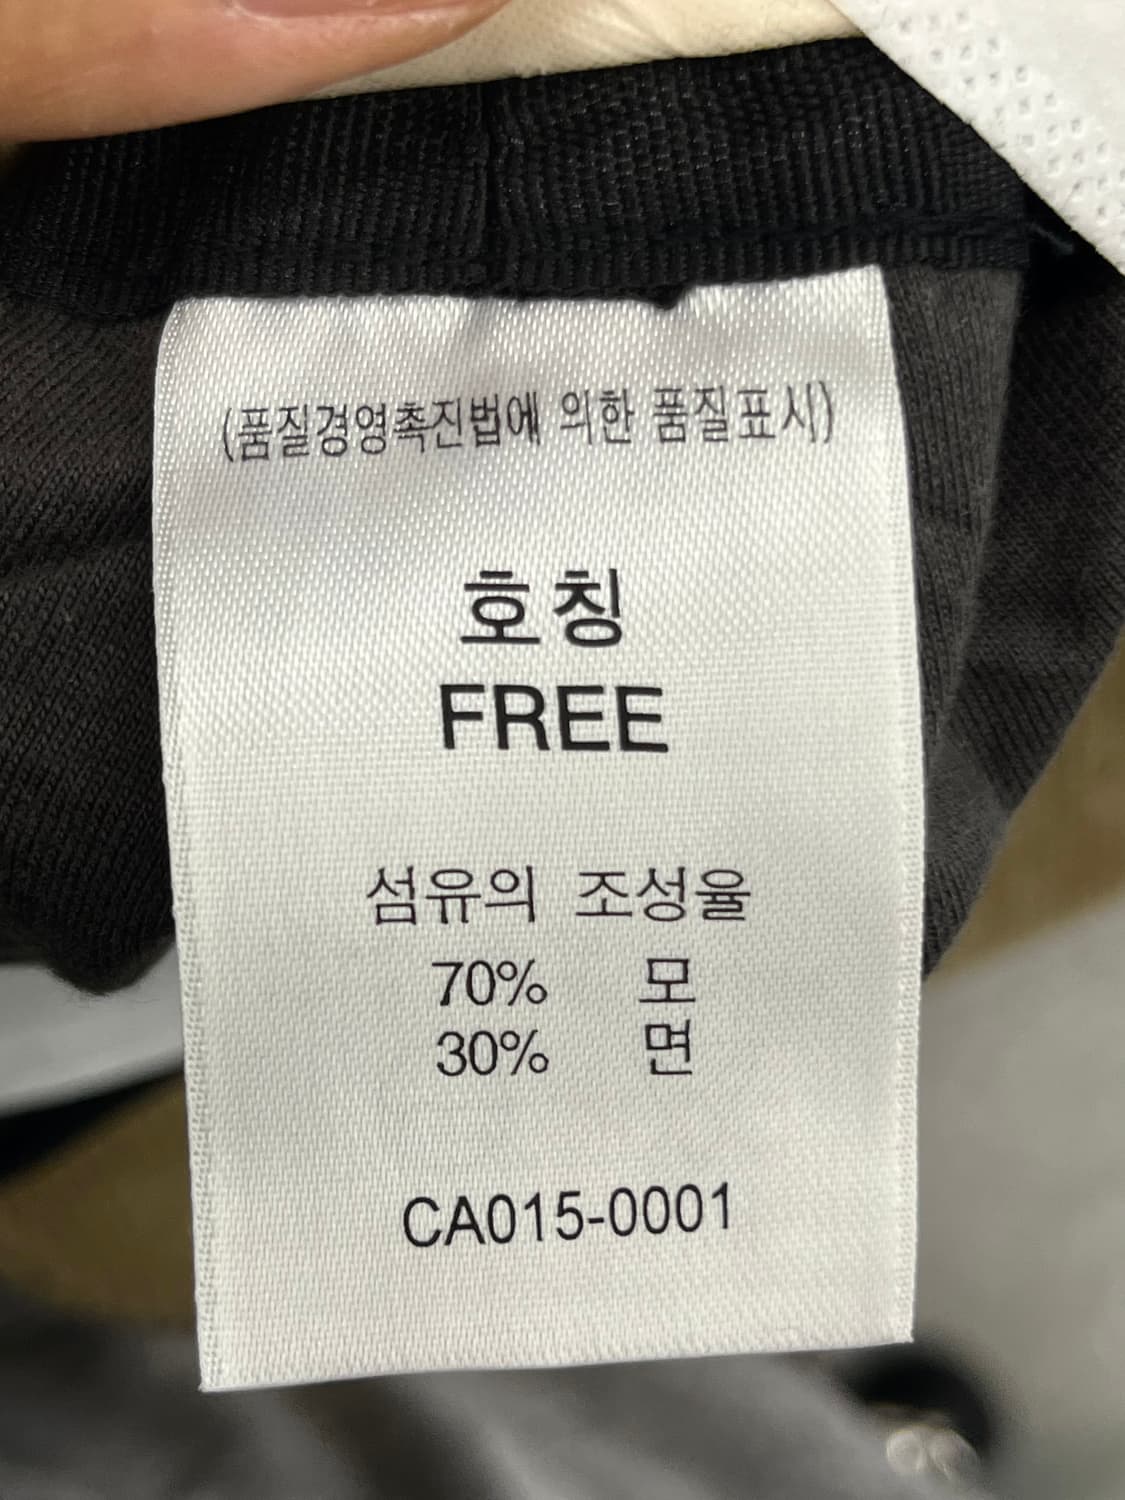 (품질경영촉진법에 의한 품질표시)
호칭
FREE
섬유의 조성율
70% 모
30% 면
CA015-0001